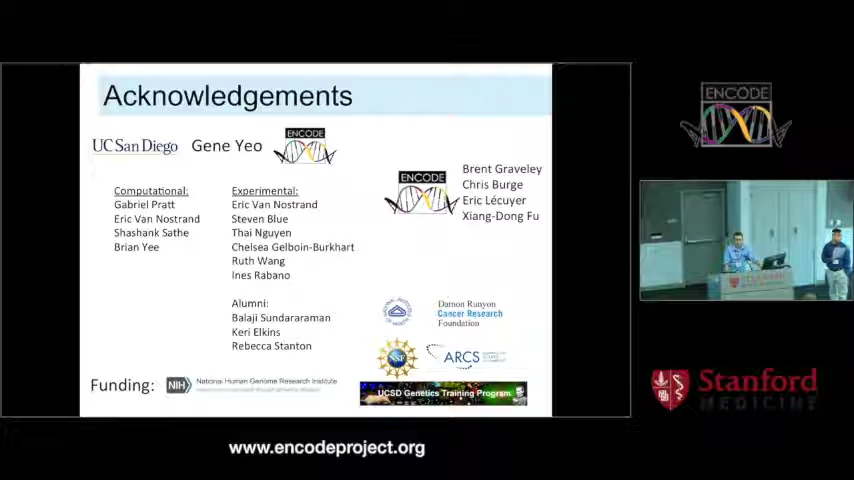 Acknowledgements
UC San Diego
Gene Yeo
ENCODE
Computational:
Gabriel Pratt
Eric Van Nostrand
Shashank Sathe
Brian Yee
Experimental:
Eric Van Nostrand
Steven Blue
Thai Nguyen
Chelsea Gelboin-Burkhart
Ruth Wang
Ines Rabano
Alumni:
Balaji Sundararaman
Keri Elkins
Rebecca Stanton
ENCODE
Brent Graveley
Chris Burge
Eric Lécuyer
Xiang-Dong Fu
Damon Runyon
Cancer Research
Foundation
NSF
ARCS
Funding:
NIH
National Human Genome Research Institute
UCSD Genetics Training Program
ENCODE
Stanford
MEDICINE
www.encodeproject.org